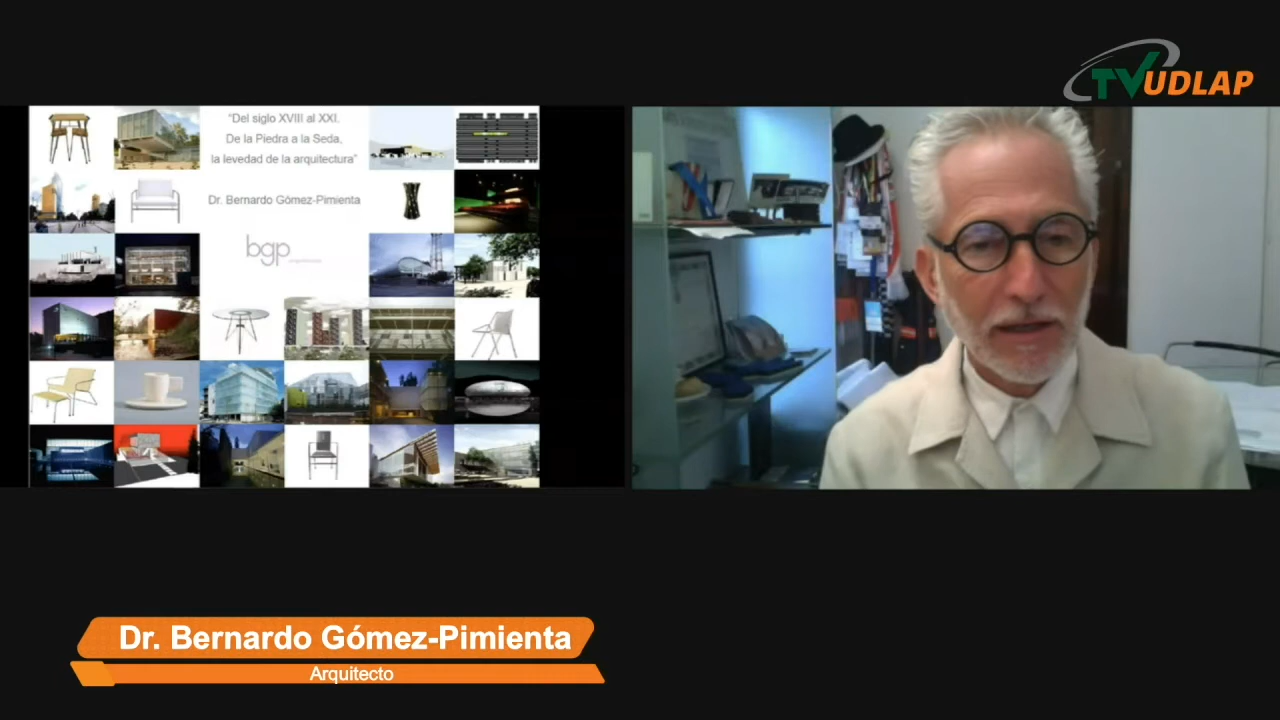 TVUDLAP
"Del siglo XVIII al XXI.
De la Piedra a la Seda,
la levedad de la arquitectura"
Dr. Bernardo Gómez-Pimienta
bgp
Dr. Bernardo Gómez-Pimienta
Arquitecto